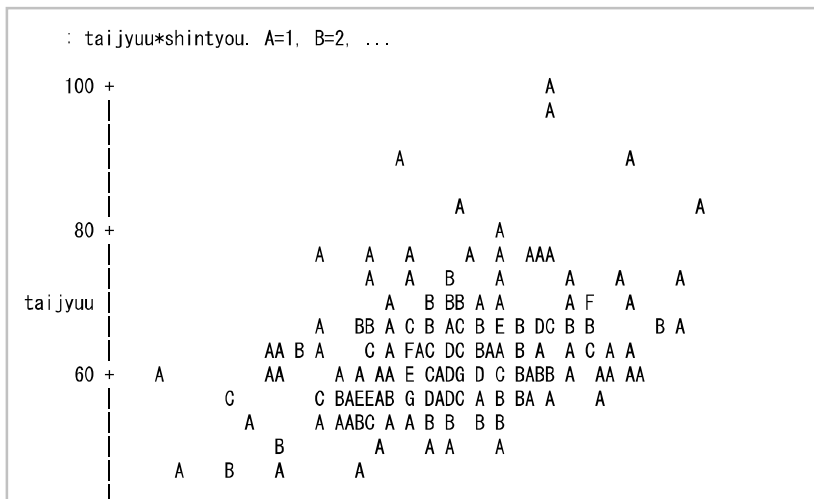 : taijyuu*shintyou. A=1, B=2, ...
100 + A
| A
|
| A A
|
| A A
80 + A
| A A A A A AAA
| A A B A A A A
taijyuu | A B BB A A A F A
| A BB A C B AC B E B DC B B B A
| AA B A C A FAC DC BAA B A A C A A
60 + A AA A A AA E CADG D C BABB A AA AA
| C C BAEEAB G DADC A B BA A A
| A A AABC A A B B B B
| B A A A A
| A B A A
|